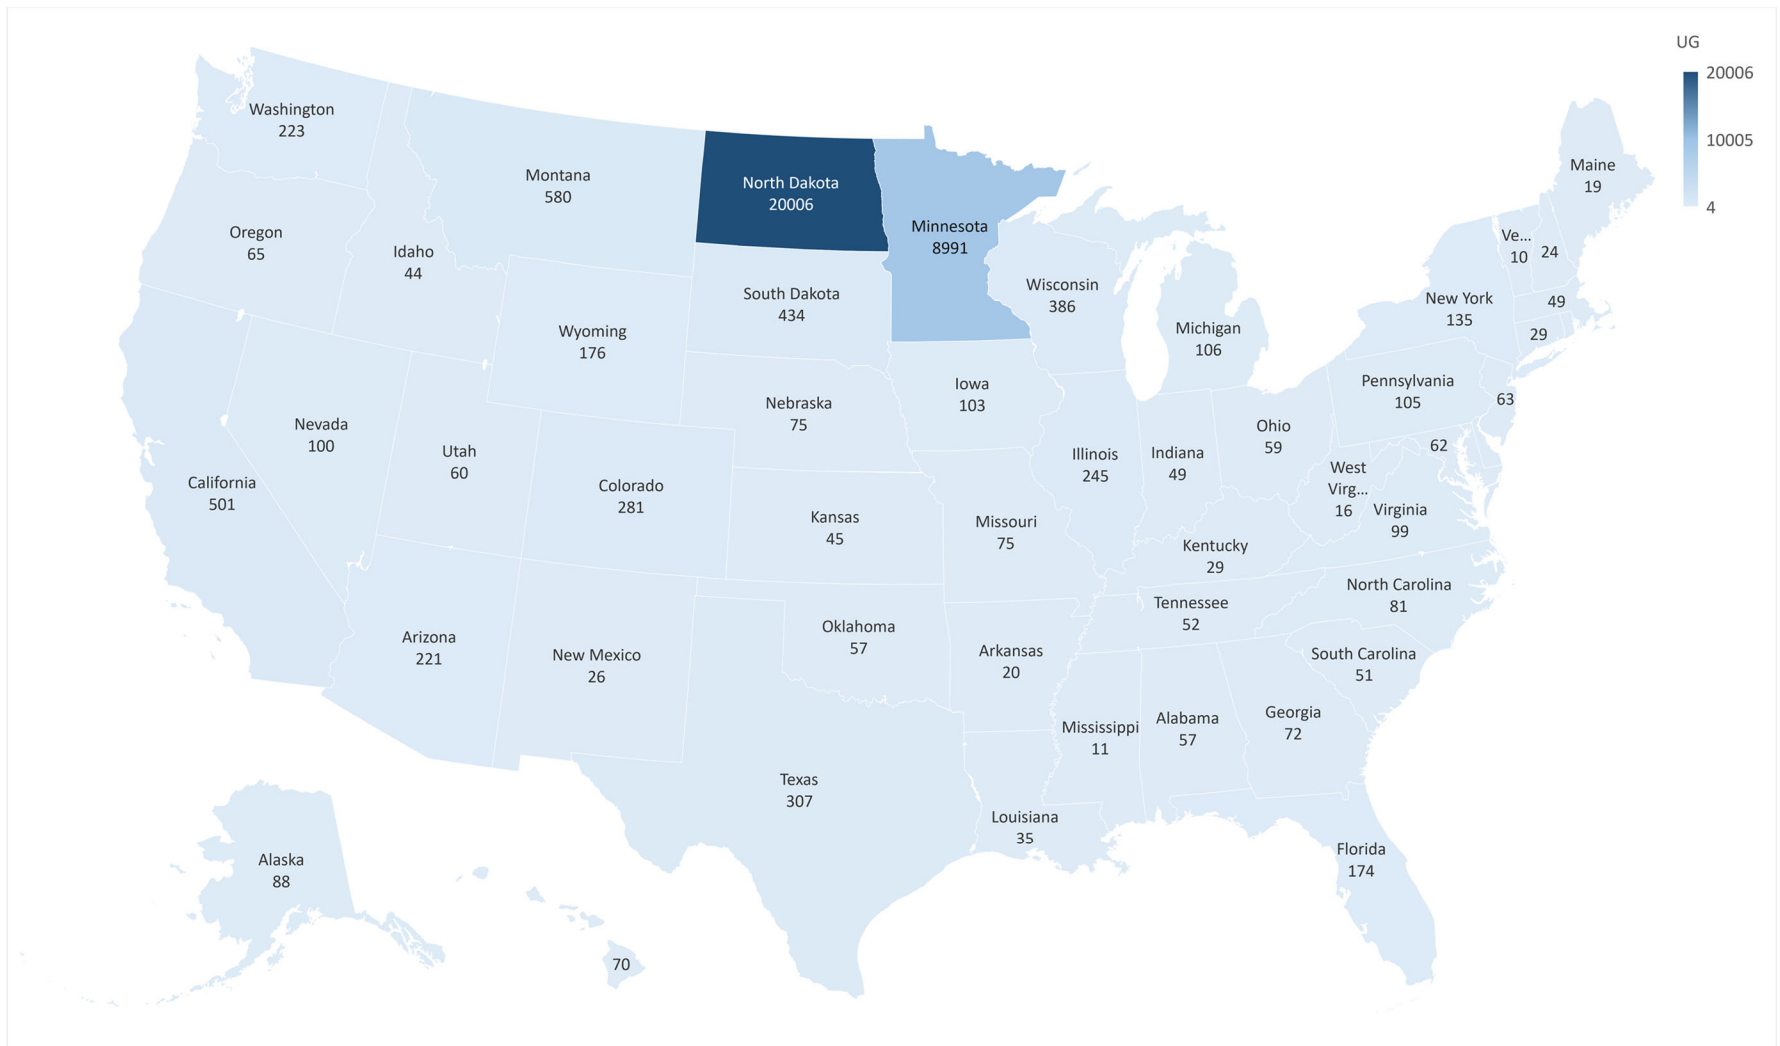 UG
20006
10005
4
Washington
223
Montana
580
North Dakota
20006
Minnesota
8991
Maine
19
Oregon
65
Idaho
44
Ve...
10
24
South Dakota
434
Wisconsin
386
New York
135
49
29
Wyoming
176
Michigan
106
Iowa
103
Pennsylvania
105
63
Nebraska
75
Nevada
100
Utah
60
Ohio
59
62
Illinois
245
Indiana
49
West
Virg...
16
California
501
Colorado
281
Kansas
45
Missouri
75
Virginia
99
Kentucky
29
North Carolina
81
Tennessee
52
Arizona
221
New Mexico
26
Oklahoma
57
Arkansas
20
South Carolina
51
Mississippi
11
Alabama
57
Georgia
72
Texas
307
Louisiana
35
Florida
174
Alaska
88
70